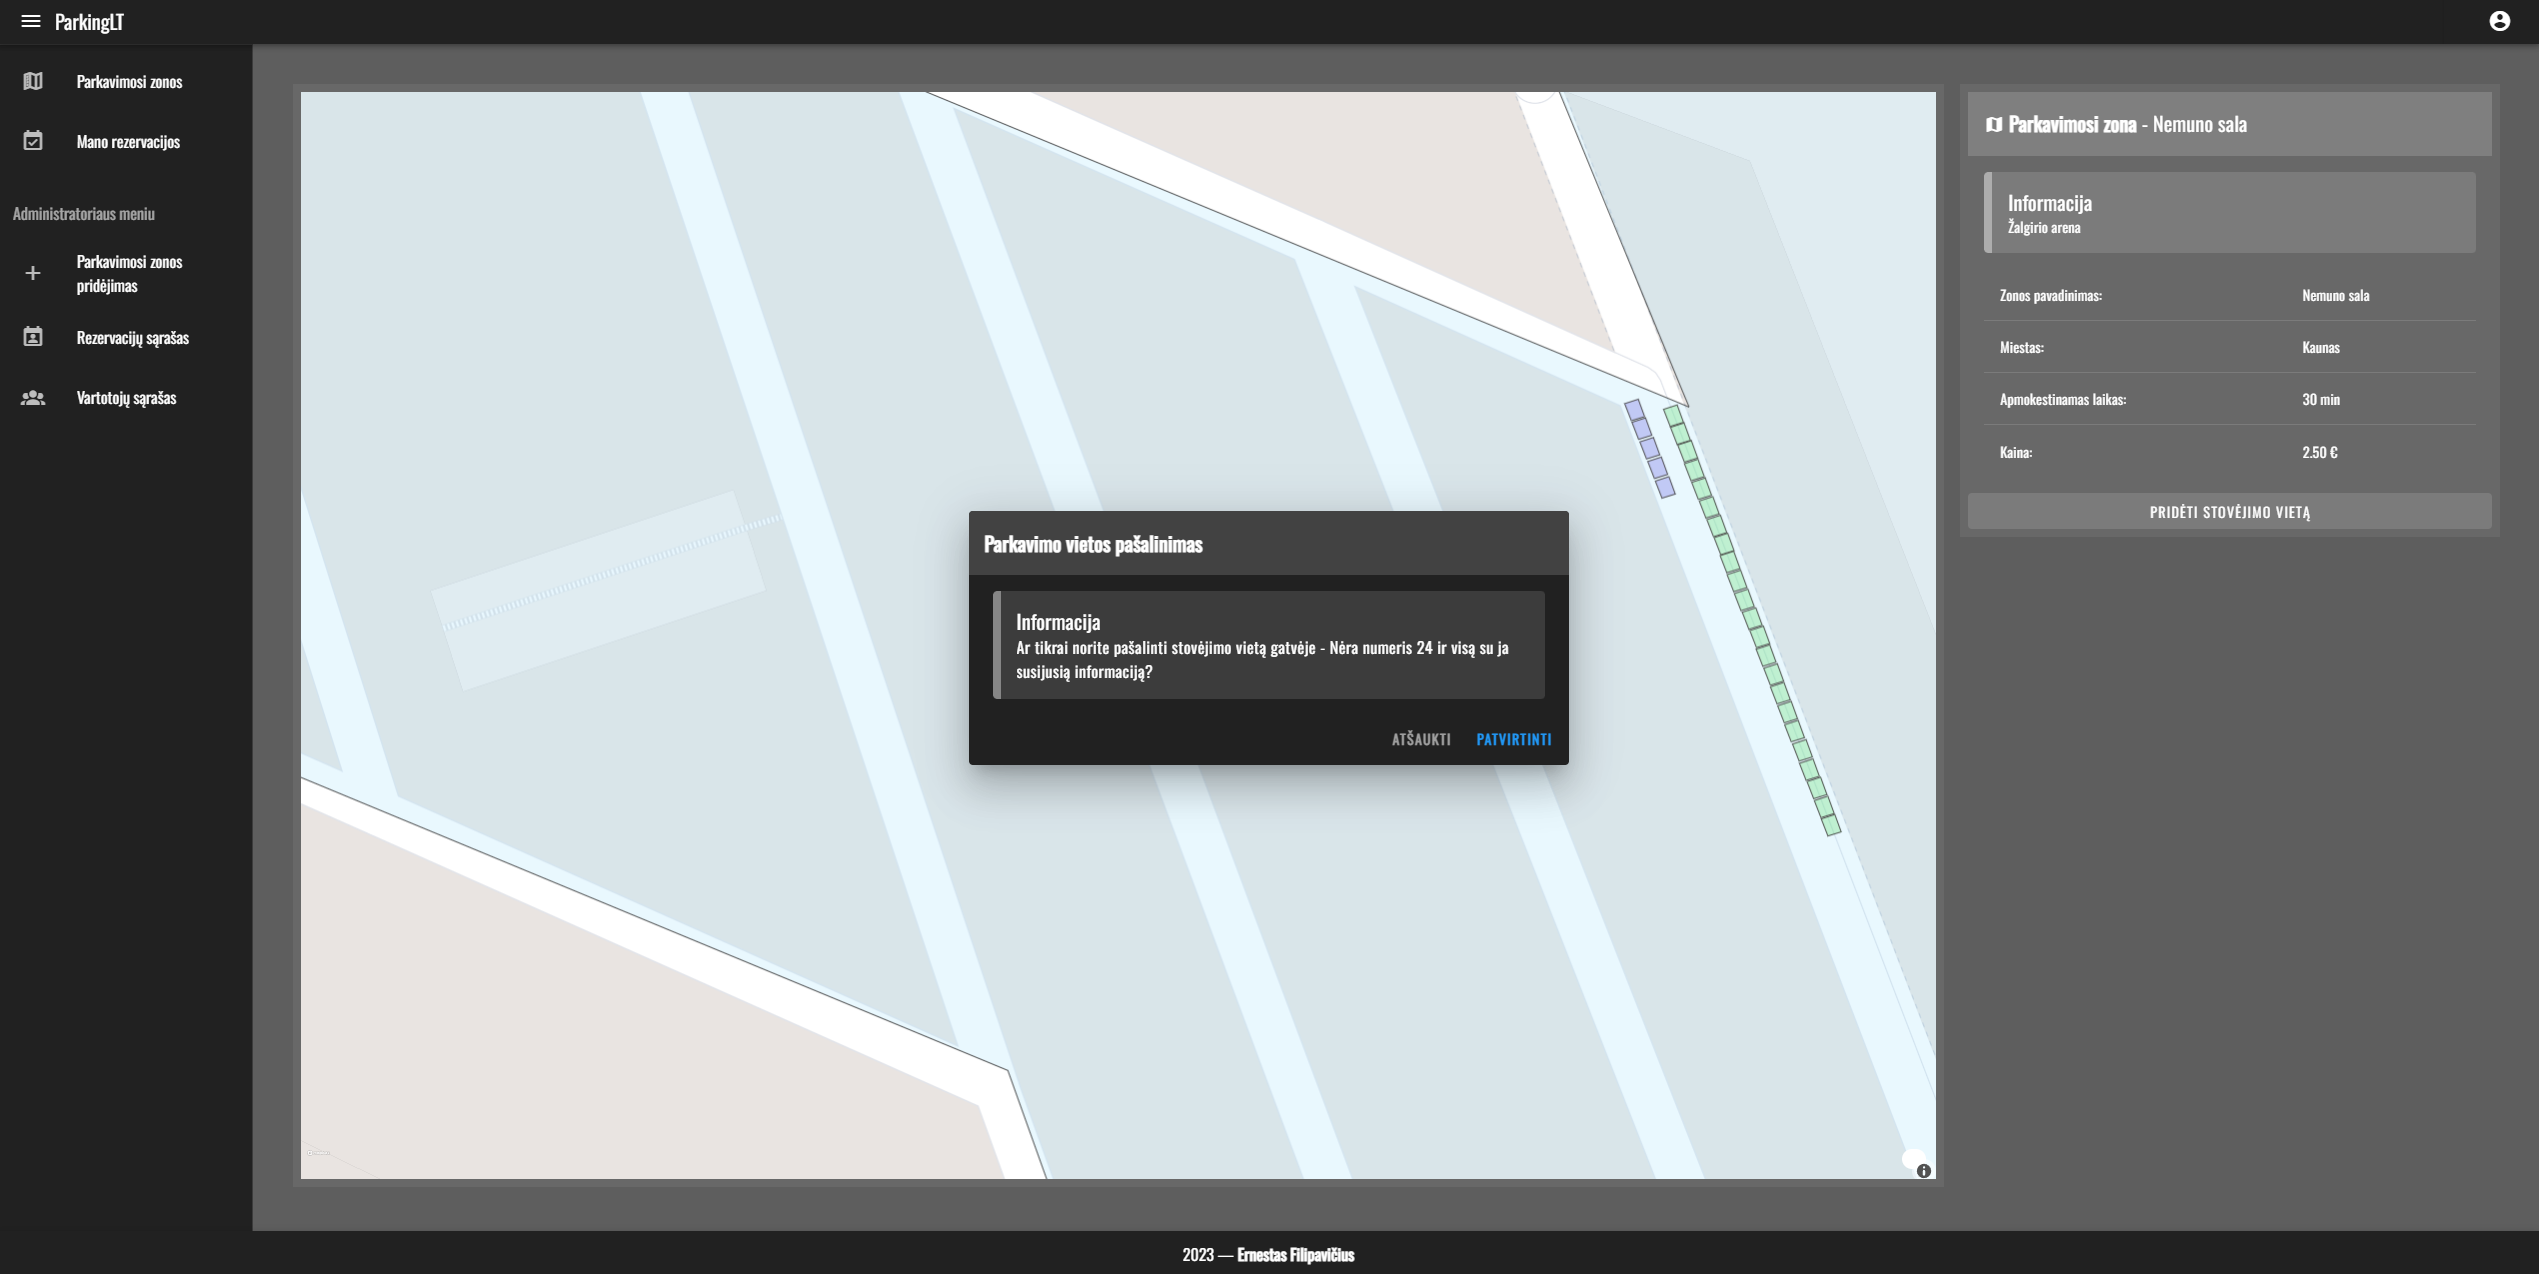 ParkingLT
Parkavimosi zonos
Mano rezervacijos
Administratoriaus meniu
Parkavimosi zonos
pridėjimas
Rezervacijų sąrašas
Vartotojų sąrašas
Parkavimosi zona - Nemuno sala
Informacija
Žalgirio arena
Zonos pavadinimas: Nemuno sala
Miestas: Kaunas
Apmokestinamas laikas: 30 min
Kaina: 2.50 €
PRIDĖTI STOVĖJIMO VIETĄ
Parkavimo vietos pašalinimas
Informacija
Ar tikrai norite pašalinti stovėjimo vietą gatvėje - Nėra numeris 24 ir visą su ja
susijusią informaciją?
ATŠAUKTI PATVIRTINTI
2023 — Ernestas Filipavičius